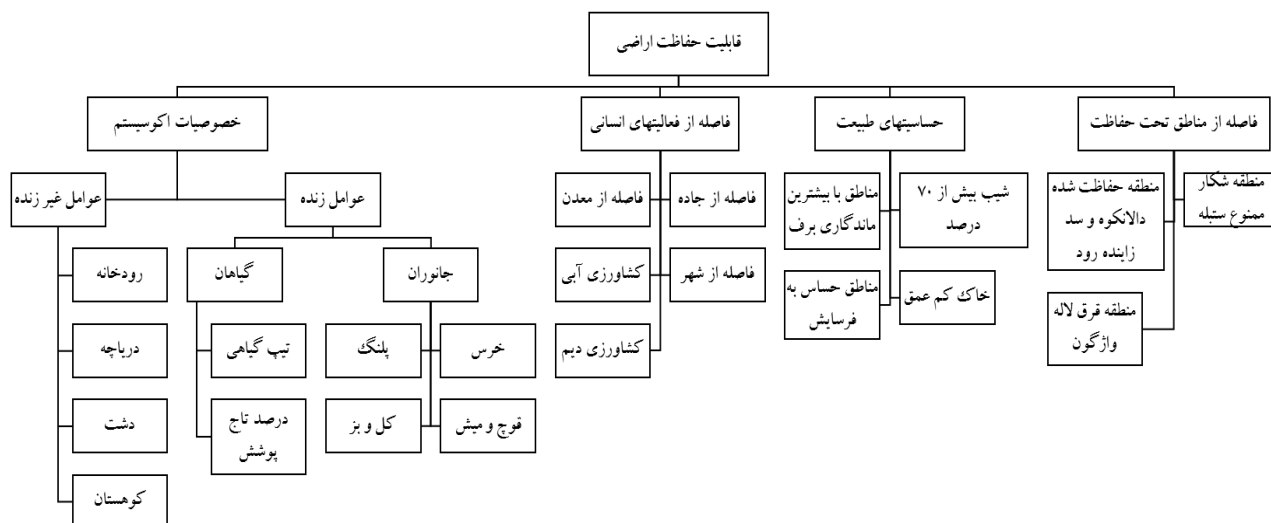 قابلیت حفاظت اراضی
فاصله از مناطق تحت حفاظت
حساسیتهای طبیعت
فاصله از فعالیتهای انسانی
خصوصیات اکوسیستم
منطقه شکار
ممنوع ستبله
منطقه حفاظت شده
دالانکوه و سد
زاینده رود
منطقه قرق لاله
واژگون
شیب بیش از ۷۰
درصد
مناطق با بیشترین
ماندگاری برف
خاک کم عمق
مناطق حساس به
فرسایش
فاصله از جاده
فاصله از معدن
فاصله از شهر
کشاورزی آبی
کشاورزی دیم
عوامل زنده
عوامل غیر زنده
جانوران
گیاهان
خرس
پلنگ
قوچ و میش
کل و بز
تیپ گیاهی
درصد تاج
پوشش
رودخانه
دریاچه
دشت
کوهستان